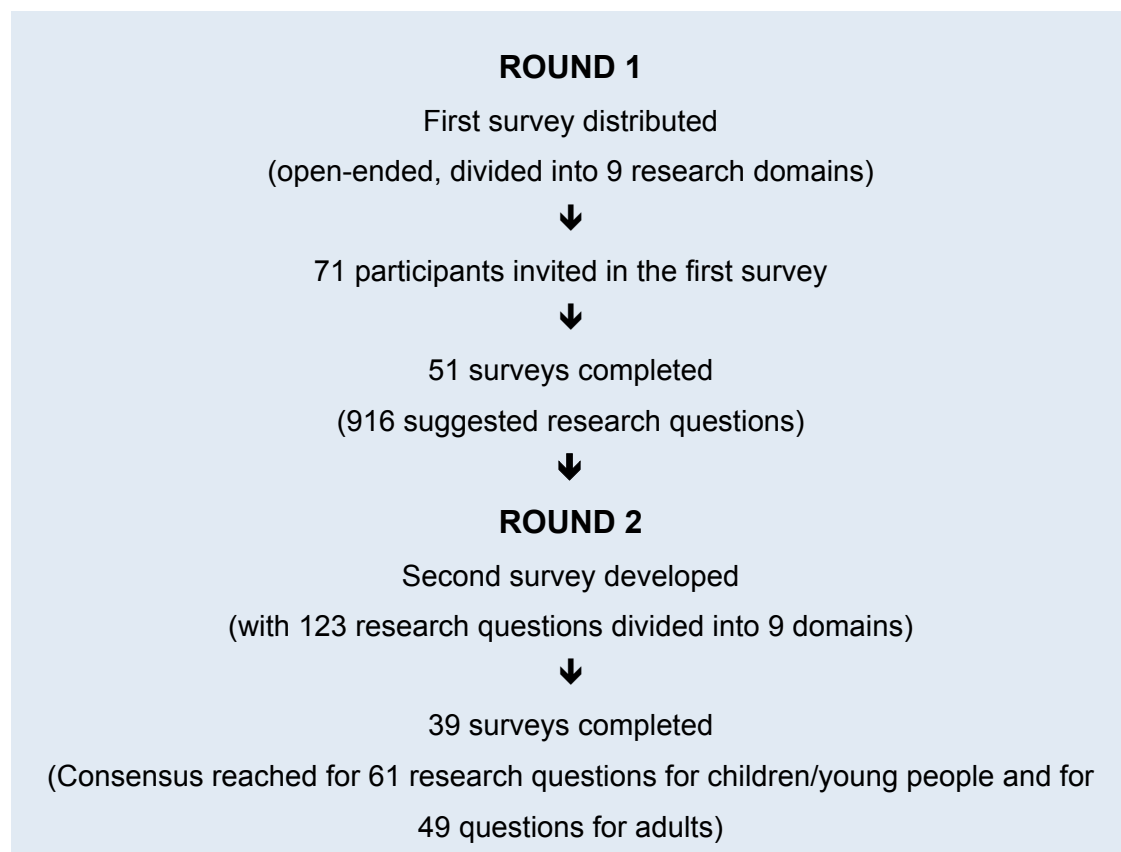 ROUND 1
First survey distributed
(open-ended, divided into 9 research domains)
71 participants invited in the first survey
51 surveys completed
(916 suggested research questions)
ROUND 2
Second survey developed
(with 123 research questions divided into 9 domains)
39 surveys completed
(Consensus reached for 61 research questions for children/young people and for
49 questions for adults)